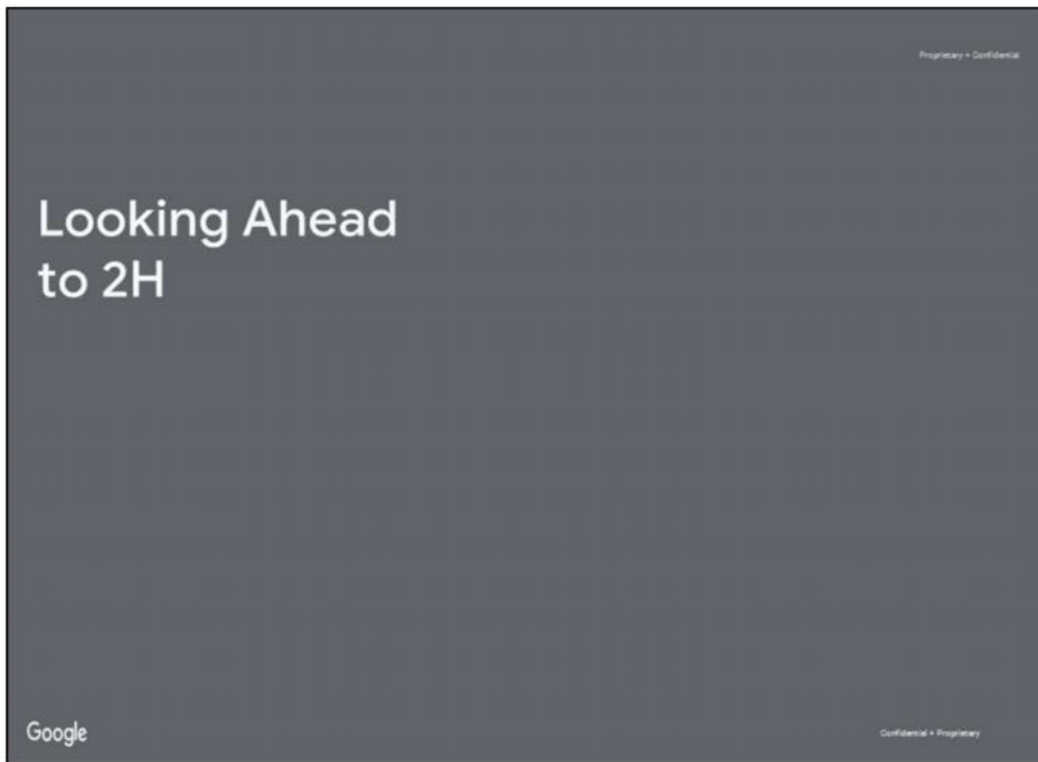 Proprietary + Confidential
Looking Ahead
to 2H
Google
Confidential + Proprietary